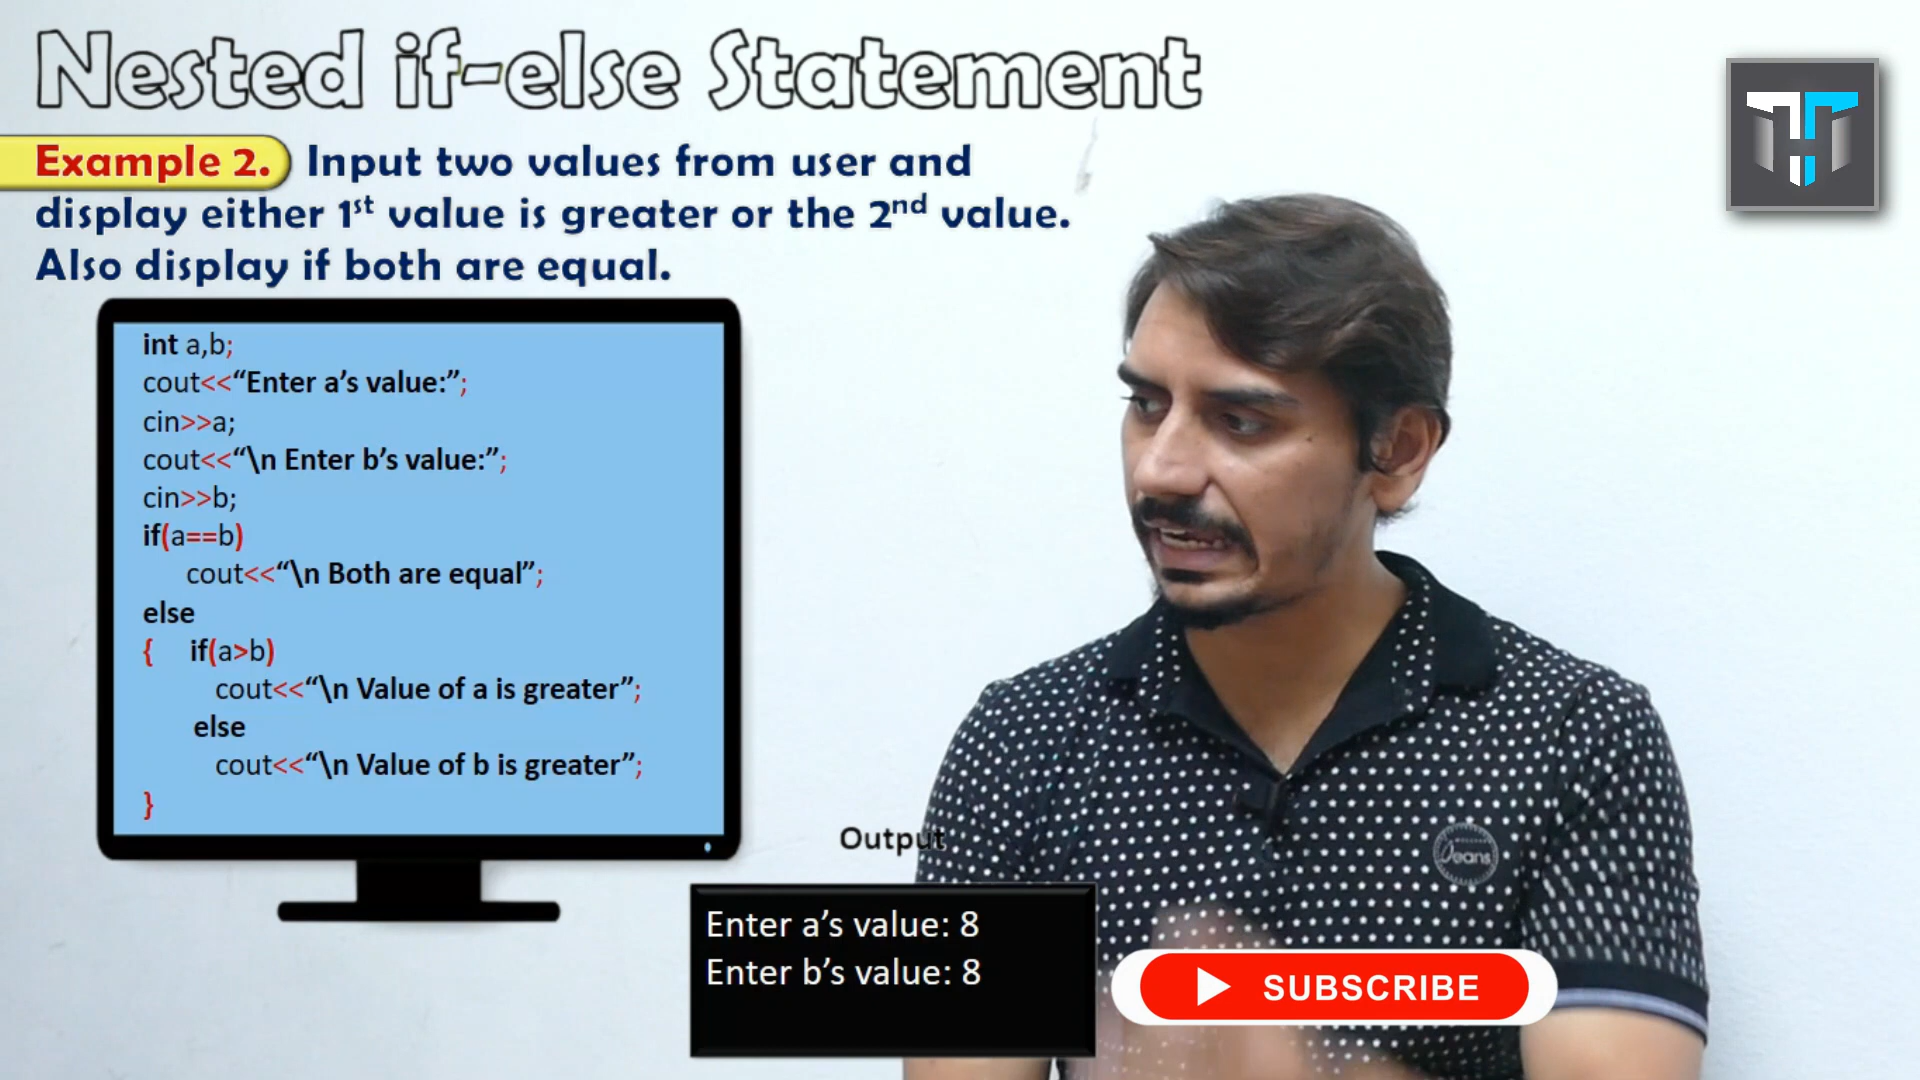 Nested if-else Statement
Example 2. Input two values from user and
display either 1st value is greater or the 2nd value.
Also display if both are equal.
int a,b;
cout<<“Enter a’s value:”;
cin>>a;
cout<<“\n Enter b’s value:”;
cin>>b;
if(a==b)
cout<<“\n Both are equal”;
else
{ if(a>b)
cout<<“\n Value of a is greater”;
else
cout<<“\n Value of b is greater”;
}
Output
Enter a’s value: 8
Enter b’s value: 8
SUBSCRIBE
Jeans